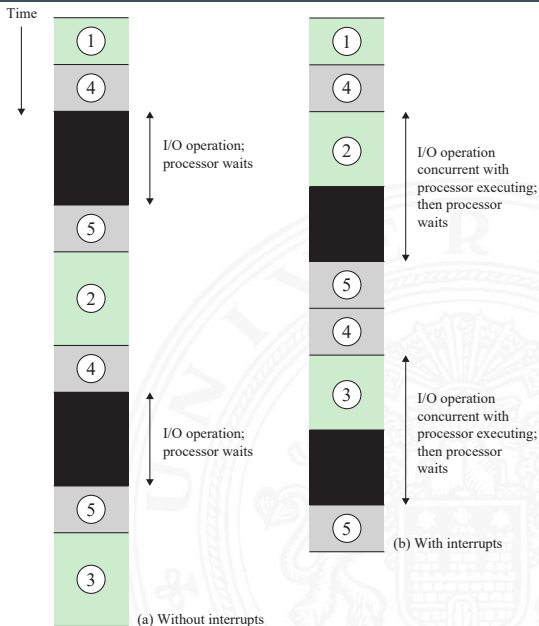 Time
1
4
I/O operation;
processor waits
5
2
4
I/O operation;
processor waits
5
3
(a) Without interrupts
1
4
2
I/O operation
concurrent with
processor executing;
then processor
waits
5
4
3
I/O operation
concurrent with
processor executing;
then processor
waits
5
(b) With interrupts
UNIVER